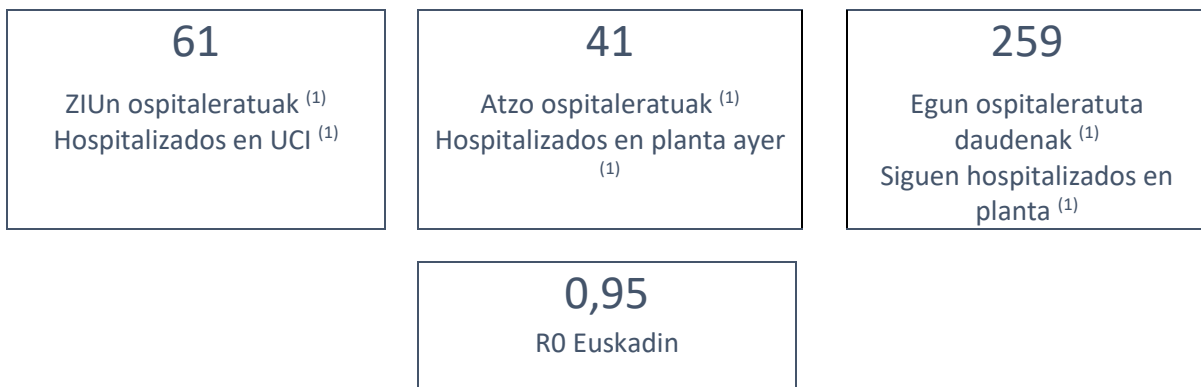 61
ZIUn ospitaleratuak (1)
Hospitalizados en UCI (1)
41
Atzo ospitaleratuak (1)
Hospitalizados en planta ayer
(1)
259
Egun ospitaleratuta
daudenak (1)
Siguen hospitalizados en
planta (1)
0,95
R0 Euskadin